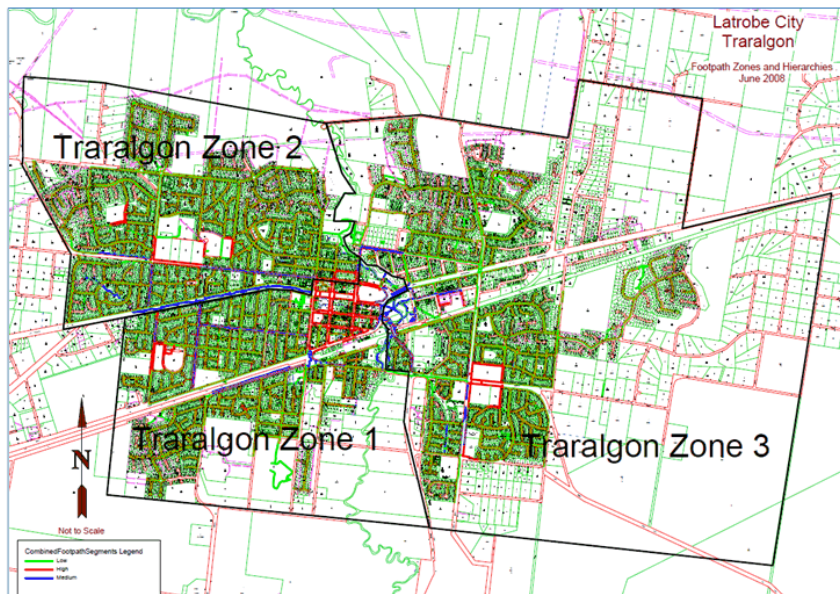 Latrobe City
Traralgon
Footpath Zones and Hierarchies
June 2008
Traralgon Zone 2
Traralgon Zone 1
Traralgon Zone 3
N
Not to Scale
CombinedFootpathSegments Legend
Low
High
Medium